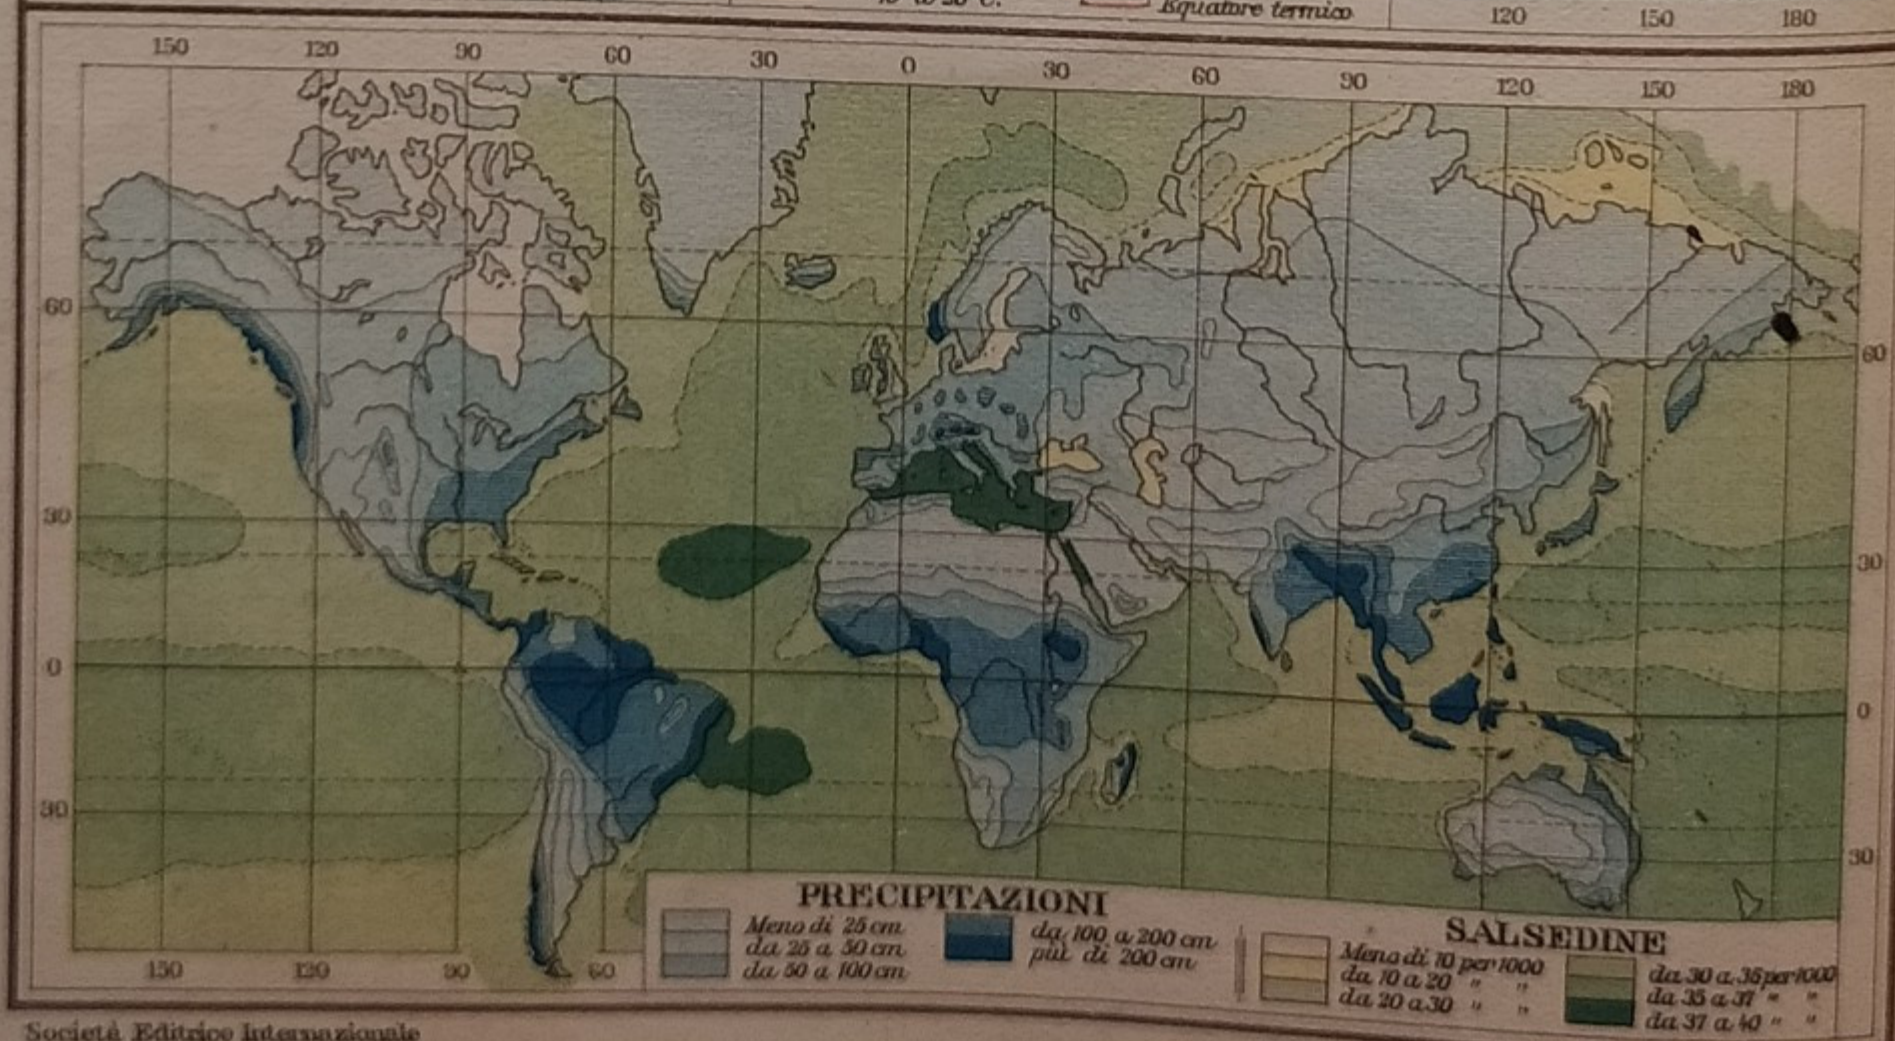 Equatore termico
120 150 180
150 120 90 60 30 0 30 60 90 120 150 180
60 60
30 30
0 0
30 30
150 120 90 60
PRECIPITAZIONI
Meno di 25 cm
da 25 a 50 cm
da 50 a 100 cm
da 100 a 200 cm
più di 200 cm
SALSEDINE
Meno di 10 per 1000
da 10 a 20 " "
da 20 a 30 " "
da 30 a 35 per 1000
da 35 a 37 " "
da 37 a 40 " "
Società Editrice Internazionale